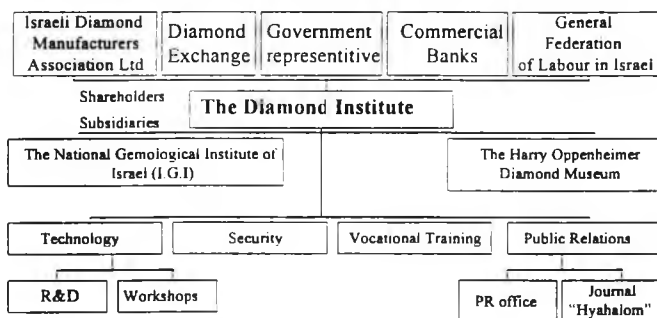 Israeli Diamond
Manufacturers
Association Ltd
Diamond
Exchange
Government
representitive
Commercial
Banks
General
Federation
of Labour in Israel
Shareholders
The Diamond Institute
Subsidiaries
The National Gemological Institute of
Israel (I.G.I)
The Harry Oppenheimer
Diamond Museum
Technology
Security
Vocational Training
Public Relations
R&D
Workshops
PR office
Journal
"Hyahalom"